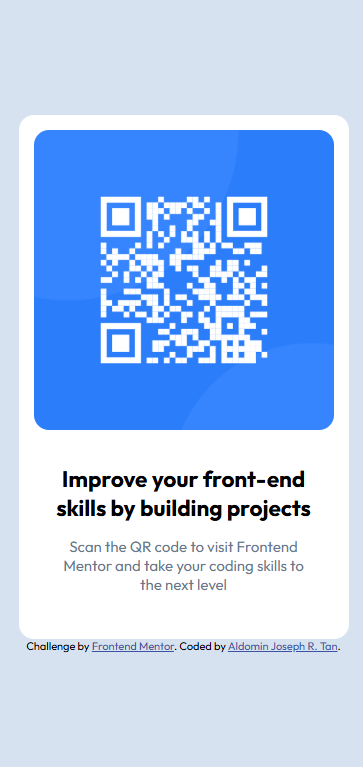 Improve your front-end
skills by building projects
Scan the QR code to visit Frontend
Mentor and take your coding skills to
the next level
Challenge by Frontend Mentor. Coded by Aldomin Joseph R. Tan.